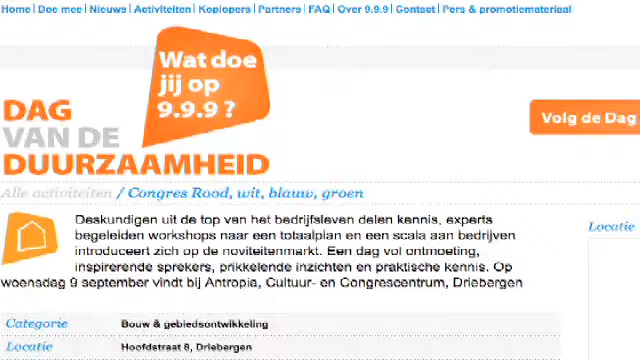 Home | Doe mee | Nieuws | Activiteiten | Koplopers | Partners | FAQ | Over 9.9.9 | Contact | Pers & promotiemateriaal
Wat doe
jij op
9.9.9 ?
DAG
VAN DE
DUURZAAMHEID
Volg de Dag
Alle activiteiten / Congres Rood, wit, blauw, groen
Deskundigen uit de top van het bedrijfsleven delen kennis, experts
begeleiden workshops naar een totaalplan en een scala aan bedrijven
introduceert zich op de noviteitenmarkt. Een dag vol ontmoeting,
inspirerende sprekers, prikkelende inzichten en praktische kennis. Op
woensdag 9 september vindt bij Antropia, Cultuur- en Congrescentrum, Driebergen
Locatie
Categorie Bouw & gebiedsontwikkeling
Locatie Hoofdstraat 8, Driebergen